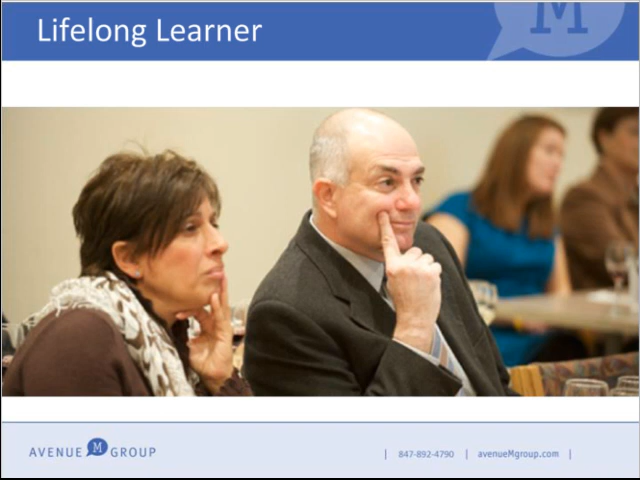 Lifelong Learner
M
AVENUE M GROUP
| 847-892-4790 | avenueMgroup.com |